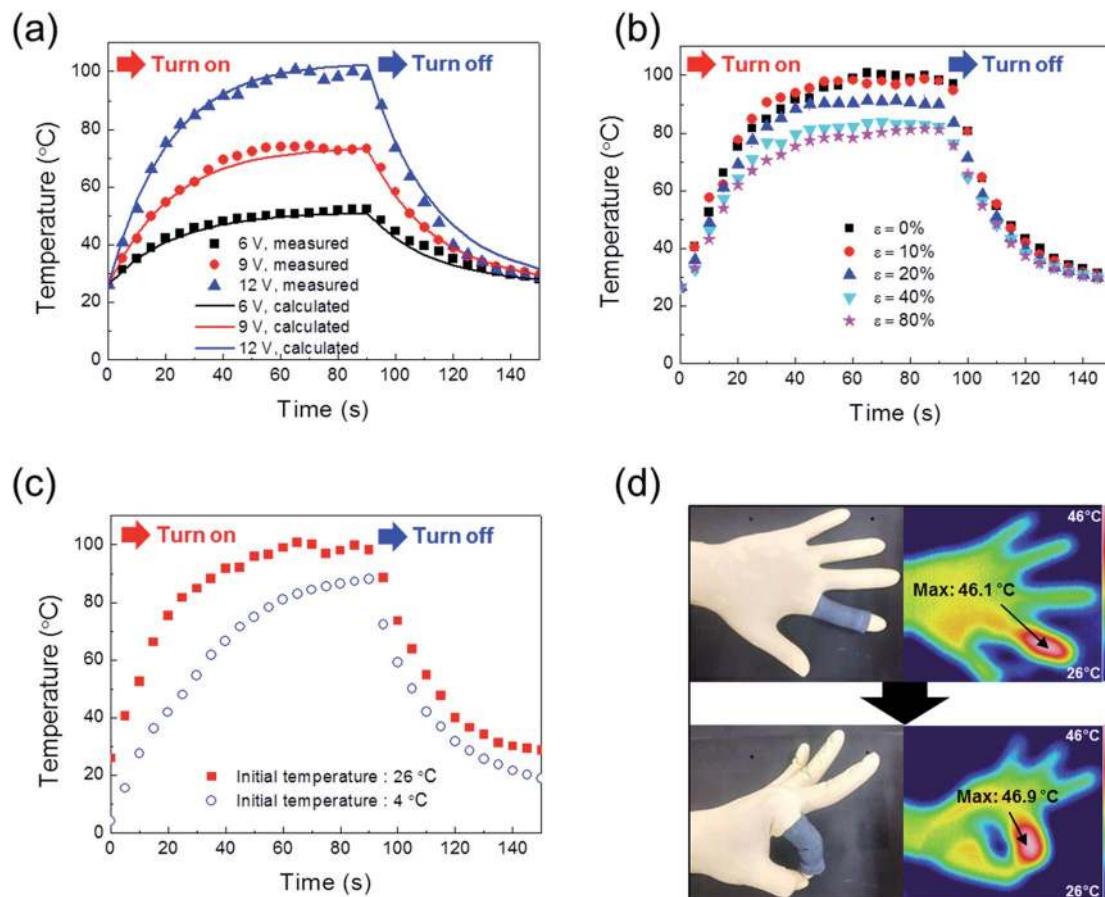 (a)
Turn on
Turn off
Temperature (°C)
100
80
60
40
20
0
6 V, measured
9 V, measured
12 V, measured
6 V, calculated
9 V, calculated
12 V, calculated
0 20 40 60 80 100 120 140
Time (s)
(b)
Turn on
Turn off
Temperature (°C)
100
80
60
40
20
0
ε = 0%
ε = 10%
ε = 20%
ε = 40%
ε = 80%
0 20 40 60 80 100 120 140
Time (s)
(c)
Turn on
Turn off
Temperature (°C)
100
80
60
40
20
0
Initial temperature : 26 °C
Initial temperature : 4 °C
0 20 40 60 80 100 120 140
Time (s)
(d)
46°C
Max: 46.1 °C
26°C
46°C
Max: 46.9 °C
26°C